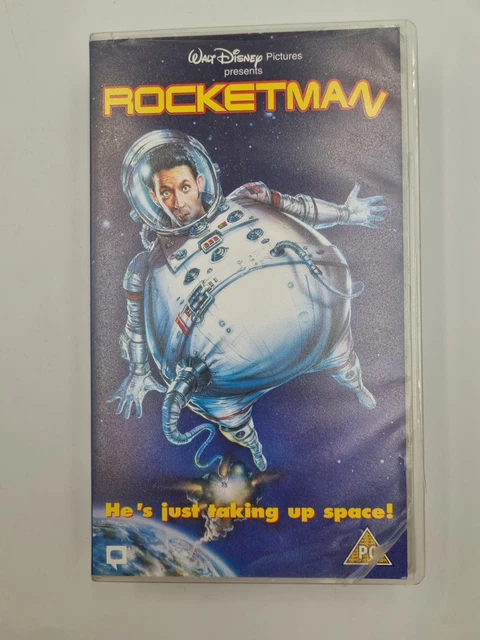 Walt Disney Pictures
presents
ROCKETMAN
He's just taking up space!
PG